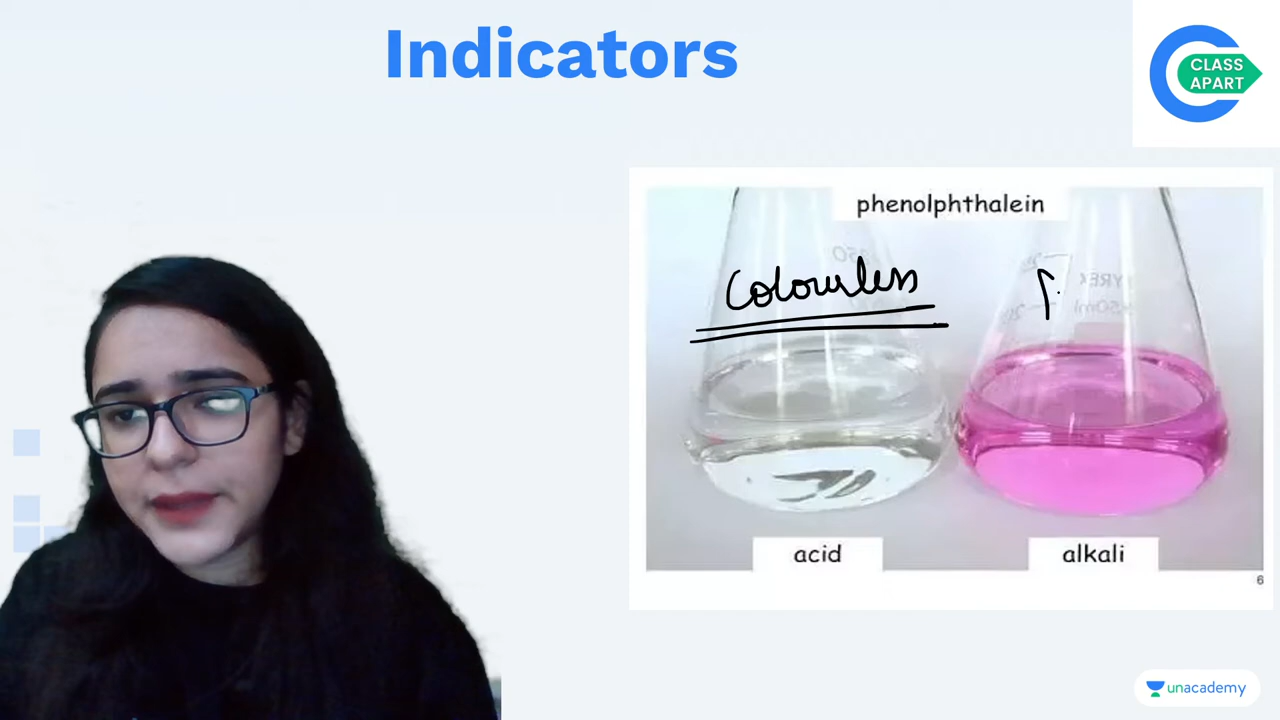 Indicators
CLASS
APART
phenolphthalein
Colourless
acid
alkali
6
unacademy